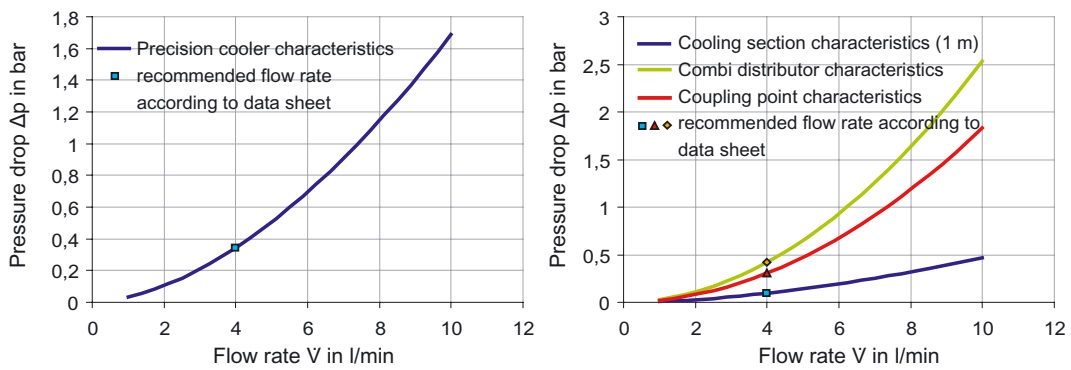 Pressure drop Δp in bar
1,8
1,6
1,4
1,2
1
0,8
0,6
0,4
0,2
0
Precision cooler characteristics
recommended flow rate
according to data sheet
0 2 4 6 8 10 12
Flow rate V̇ in l/min
Pressure drop Δp in bar
3
2,5
2
1,5
1
0,5
0
Cooling section characteristics (1 m)
Combi distributor characteristics
Coupling point characteristics
recommended flow rate according to
data sheet
0 2 4 6 8 10 12
Flow rate V̇ in l/min